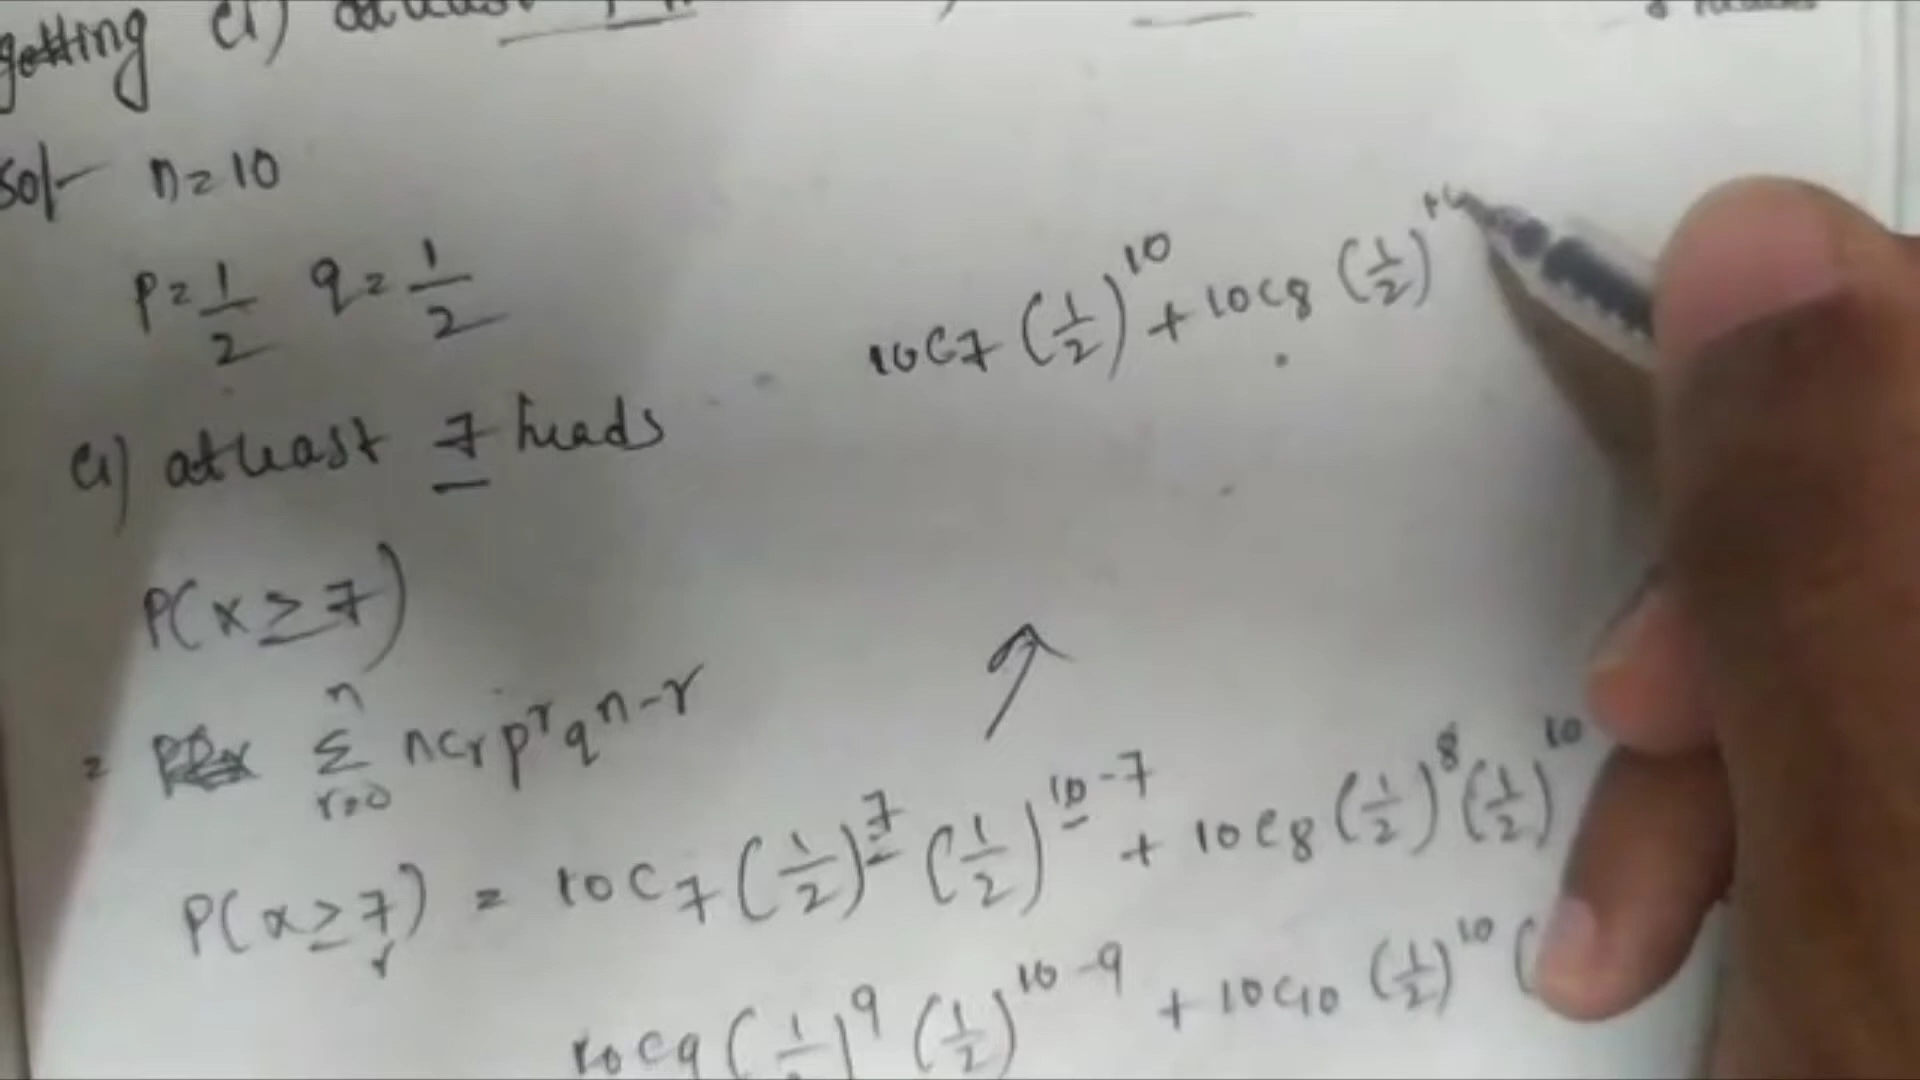 getting (i) atleast
Sol- n=10
P=1/2 q=1/2
10C7 (1/2)^10 + 10C8 (1/2)
(i) atleast 7 heads
P(x≥7)
= n Σ r=0 ncr p^r q^n-r
P(x≥7) = 10C7 (1/2)^7 (1/2)^10-7 + 10C8 (1/2)^8 (1/2)^10
r
10C9 (1/2)^9 (1/2)^10-9 + 10C10 (1/2)^10 (